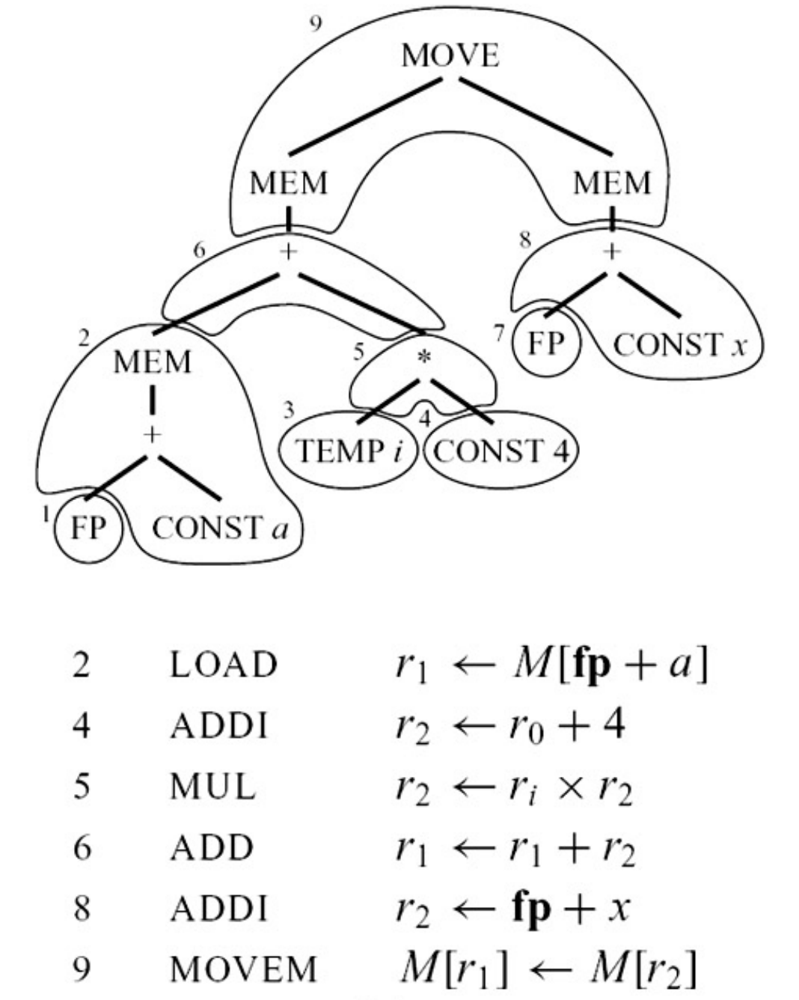 9
MOVE
MEM MEM
6 + 8 +
2 MEM 5 * 7 FP CONST x
+ 3 TEMP i 4 CONST 4
1 FP CONST a
2 LOAD r₁ ← M[fp + a]
4 ADDI r₂ ← r₀ + 4
5 MUL r₂ ← rᵢ × r₂
6 ADD r₁ ← r₁ + r₂
8 ADDI r₂ ← fp + x
9 MOVEM M[r₁] ← M[r₂]